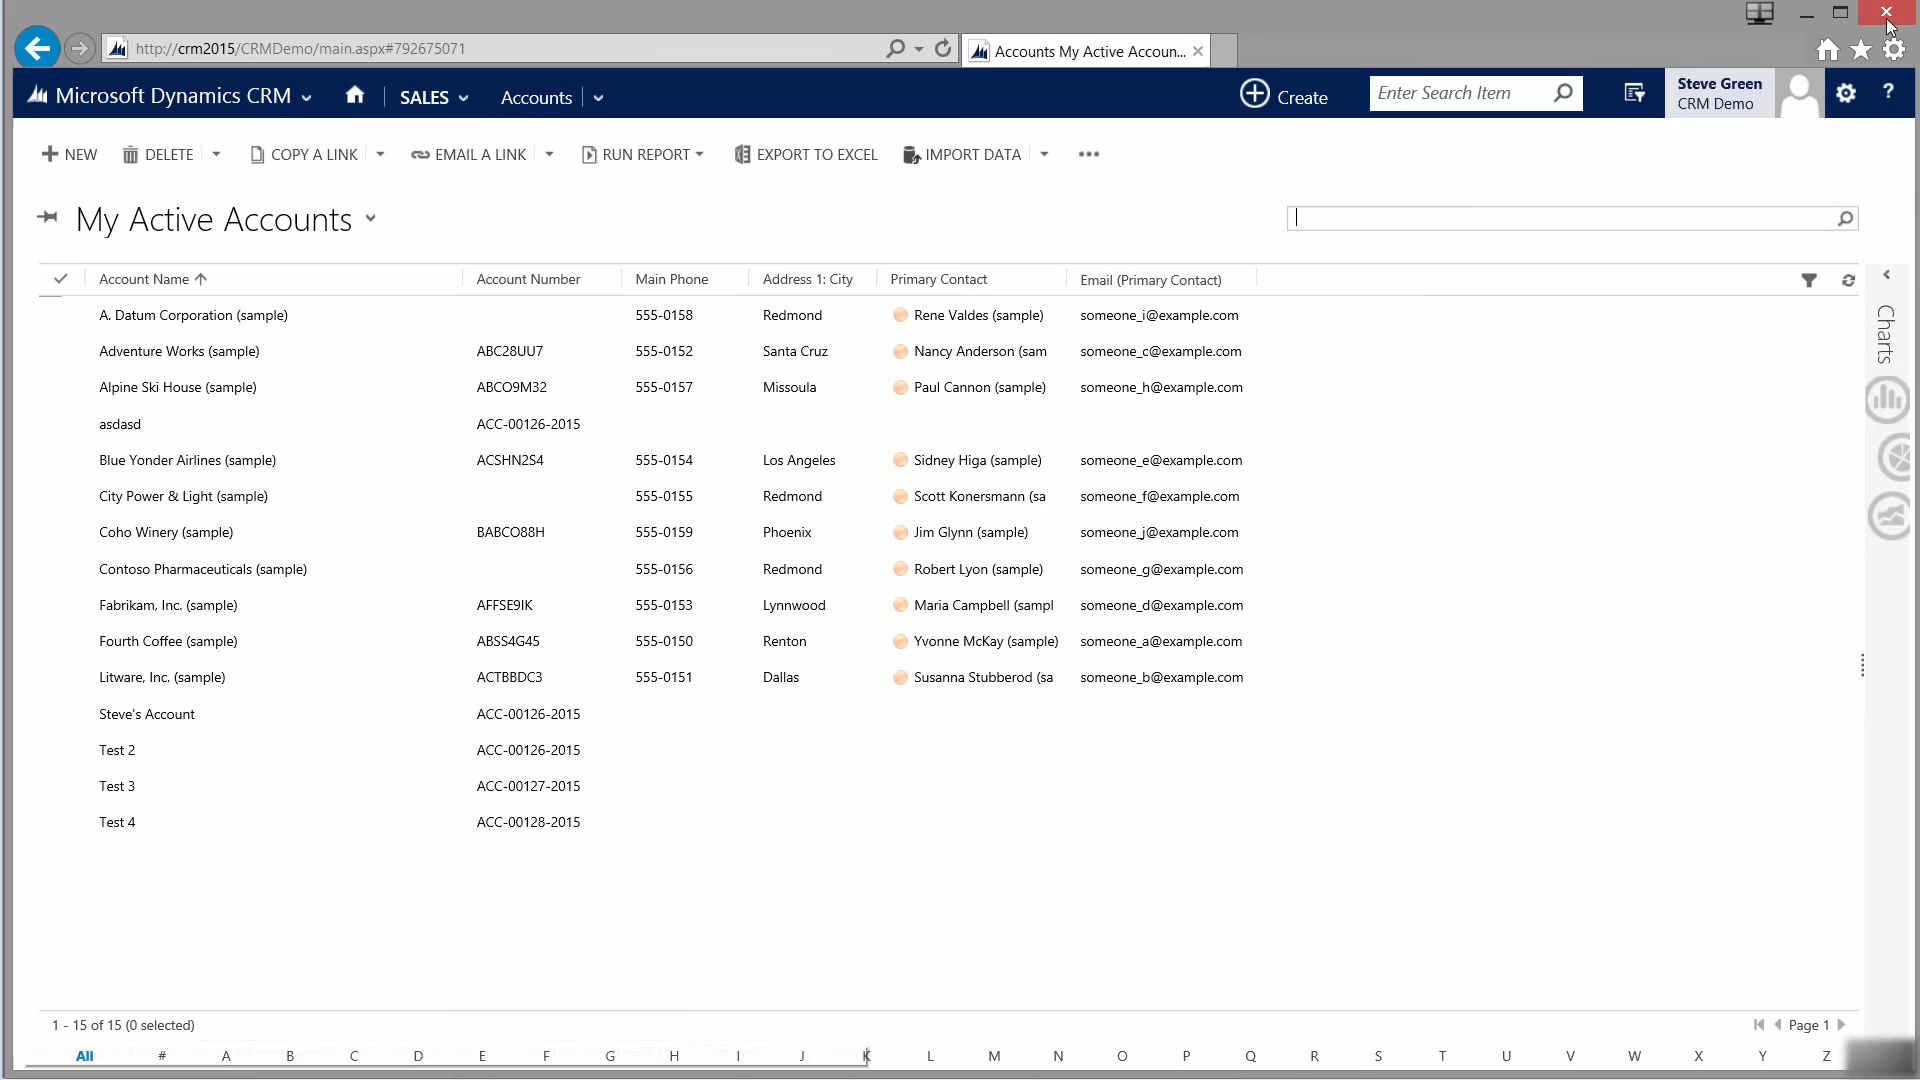 http://crm2015/CRMDemo/main.aspx#792675071
Accounts My Active Accoun...
Microsoft Dynamics CRM
SALES
Accounts
Create
Enter Search Item
Steve Green
CRM Demo
?
NEW
DELETE
COPY A LINK
EMAIL A LINK
RUN REPORT
EXPORT TO EXCEL
IMPORT DATA
My Active Accounts
Account Name Account Number Main Phone Address 1: City Primary Contact Email (Primary Contact)
A. Datum Corporation (sample) 555-0158 Redmond Rene Valdes (sample) someone_i@example.com
Adventure Works (sample) ABC28UU7 555-0152 Santa Cruz Nancy Anderson (sam someone_c@example.com
Alpine Ski House (sample) ABCO9M32 555-0157 Missoula Paul Cannon (sample) someone_h@example.com
asdasd ACC-00126-2015
Blue Yonder Airlines (sample) ACSHN2S4 555-0154 Los Angeles Sidney Higa (sample) someone_e@example.com
City Power & Light (sample) 555-0155 Redmond Scott Konersmann (sa someone_f@example.com
Coho Winery (sample) BABCO88H 555-0159 Phoenix Jim Glynn (sample) someone_j@example.com
Contoso Pharmaceuticals (sample) 555-0156 Redmond Robert Lyon (sample) someone_g@example.com
Fabrikam, Inc. (sample) AFFSE9IK 555-0153 Lynnwood Maria Campbell (sampl someone_d@example.com
Fourth Coffee (sample) ABSS4G45 555-0150 Renton Yvonne McKay (sample) someone_a@example.com
Litware, Inc. (sample) ACTBBDC3 555-0151 Dallas Susanna Stubberod (sa someone_b@example.com
Steve's Account ACC-00126-2015
Test 2 ACC-00126-2015
Test 3 ACC-00127-2015
Test 4 ACC-00128-2015
Charts
1 - 15 of 15 (0 selected)
Page 1
All # A B C D E F G H I J K L M N O P Q R S T U V W X Y Z